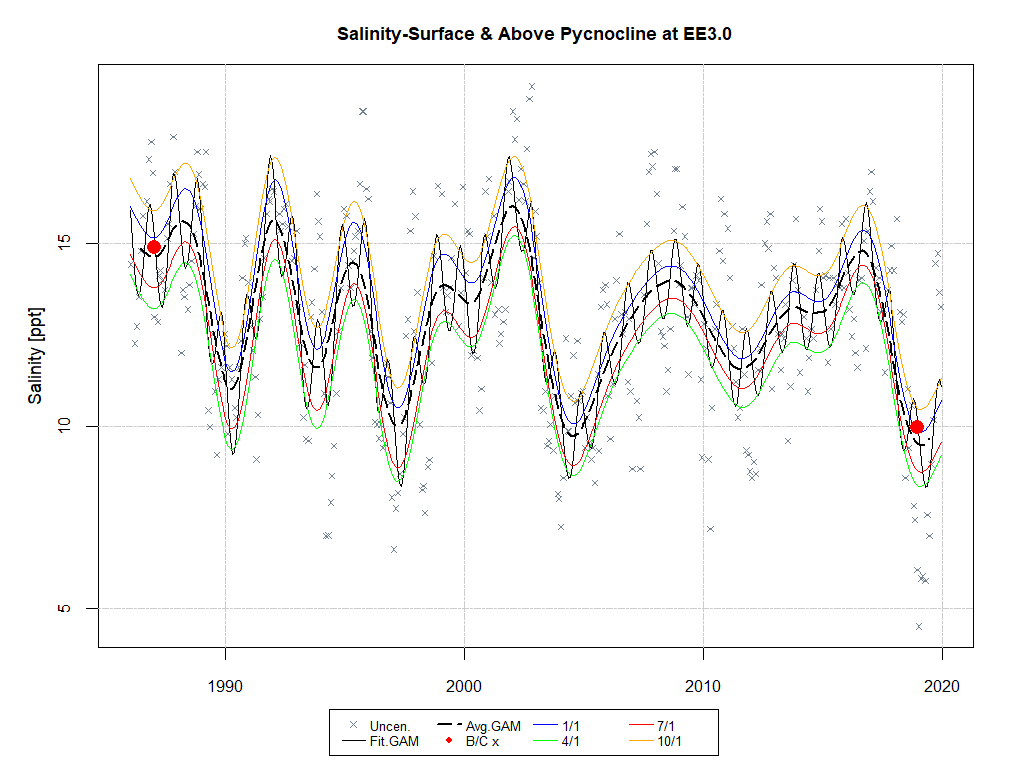 Salinity-Surface & Above Pycnocline at EE3.0
Salinity [ppt]
15
10
5
1990 2000 2010 2020
Uncen. Avg.GAM 1/1 7/1
Fit.GAM B/C x 4/1 10/1